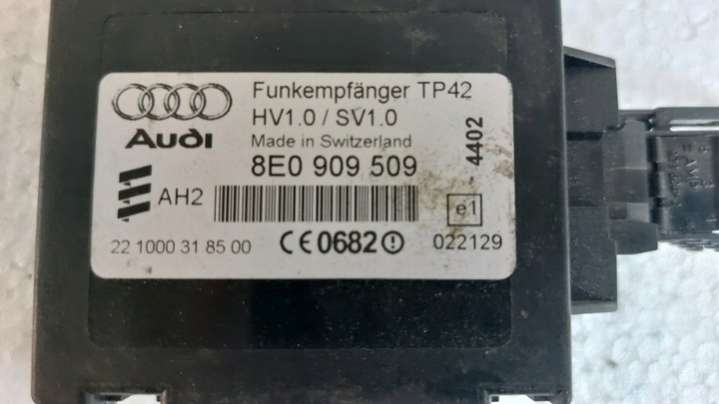 Funkempfänger TP42
HV1.0 / SV1.0
Audi
Made in Switzerland
4402
8E0 909 509
AH2
e1
22 1000 31 85 00
CE0682
022129